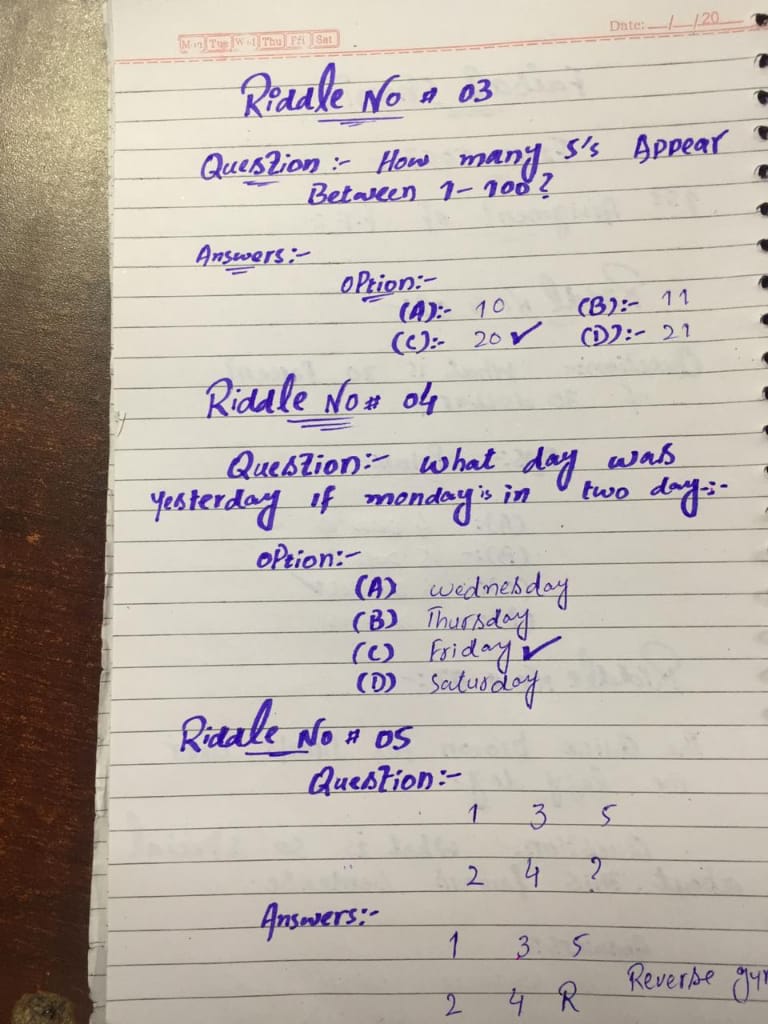 Mon Tue Wed Thu Fri Sat
Date: __/__/20__
Riddle No # 03
Question :- How many 5's Appear
Between 1-100?
Answers:-
option:-
(A):- 10 (B):- 11
(C):- 20 ✓ (D):- 21
Riddle No # 04
Question:- what day was
yesterday if monday is in two day-:-
option:-
(A) wednesday
(B) Thursday
(C) Friday ✓
(D) Saturday
Riddle No # 05
Question:-
1 3 5
2 4 ?
Answers:-
1 3 5
2 4 R Reverse